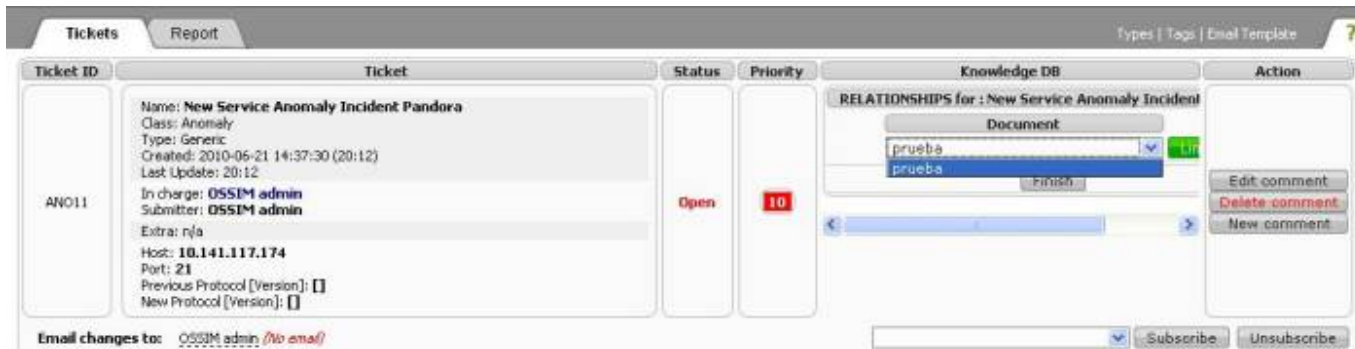 Tickets Report Types | Tags | Email Template ?
Ticket ID Ticket Status Priority Knowledge DB Action
Name: New Service Anomaly Incident Pandora
Class: Anomaly
Type: Generic
Created: 2010-06-21 14:37:30 (20:12)
Last Update: 20:12
In charge: OSSIM admin
Submitter: OSSIM admin
Extra: n/a
Host: 10.141.117.174
Port: 21
Previous Protocol [Version]: []
New Protocol [Version]: []
ANO11
Open
10
RELATIONSHIPS for : New Service Anomaly Incident
Document
prueba
prueba
Finish
Edit comment
Delete comment
New comment
Email changes to: OSSIM admin (No email) Subscribe Unsubscribe